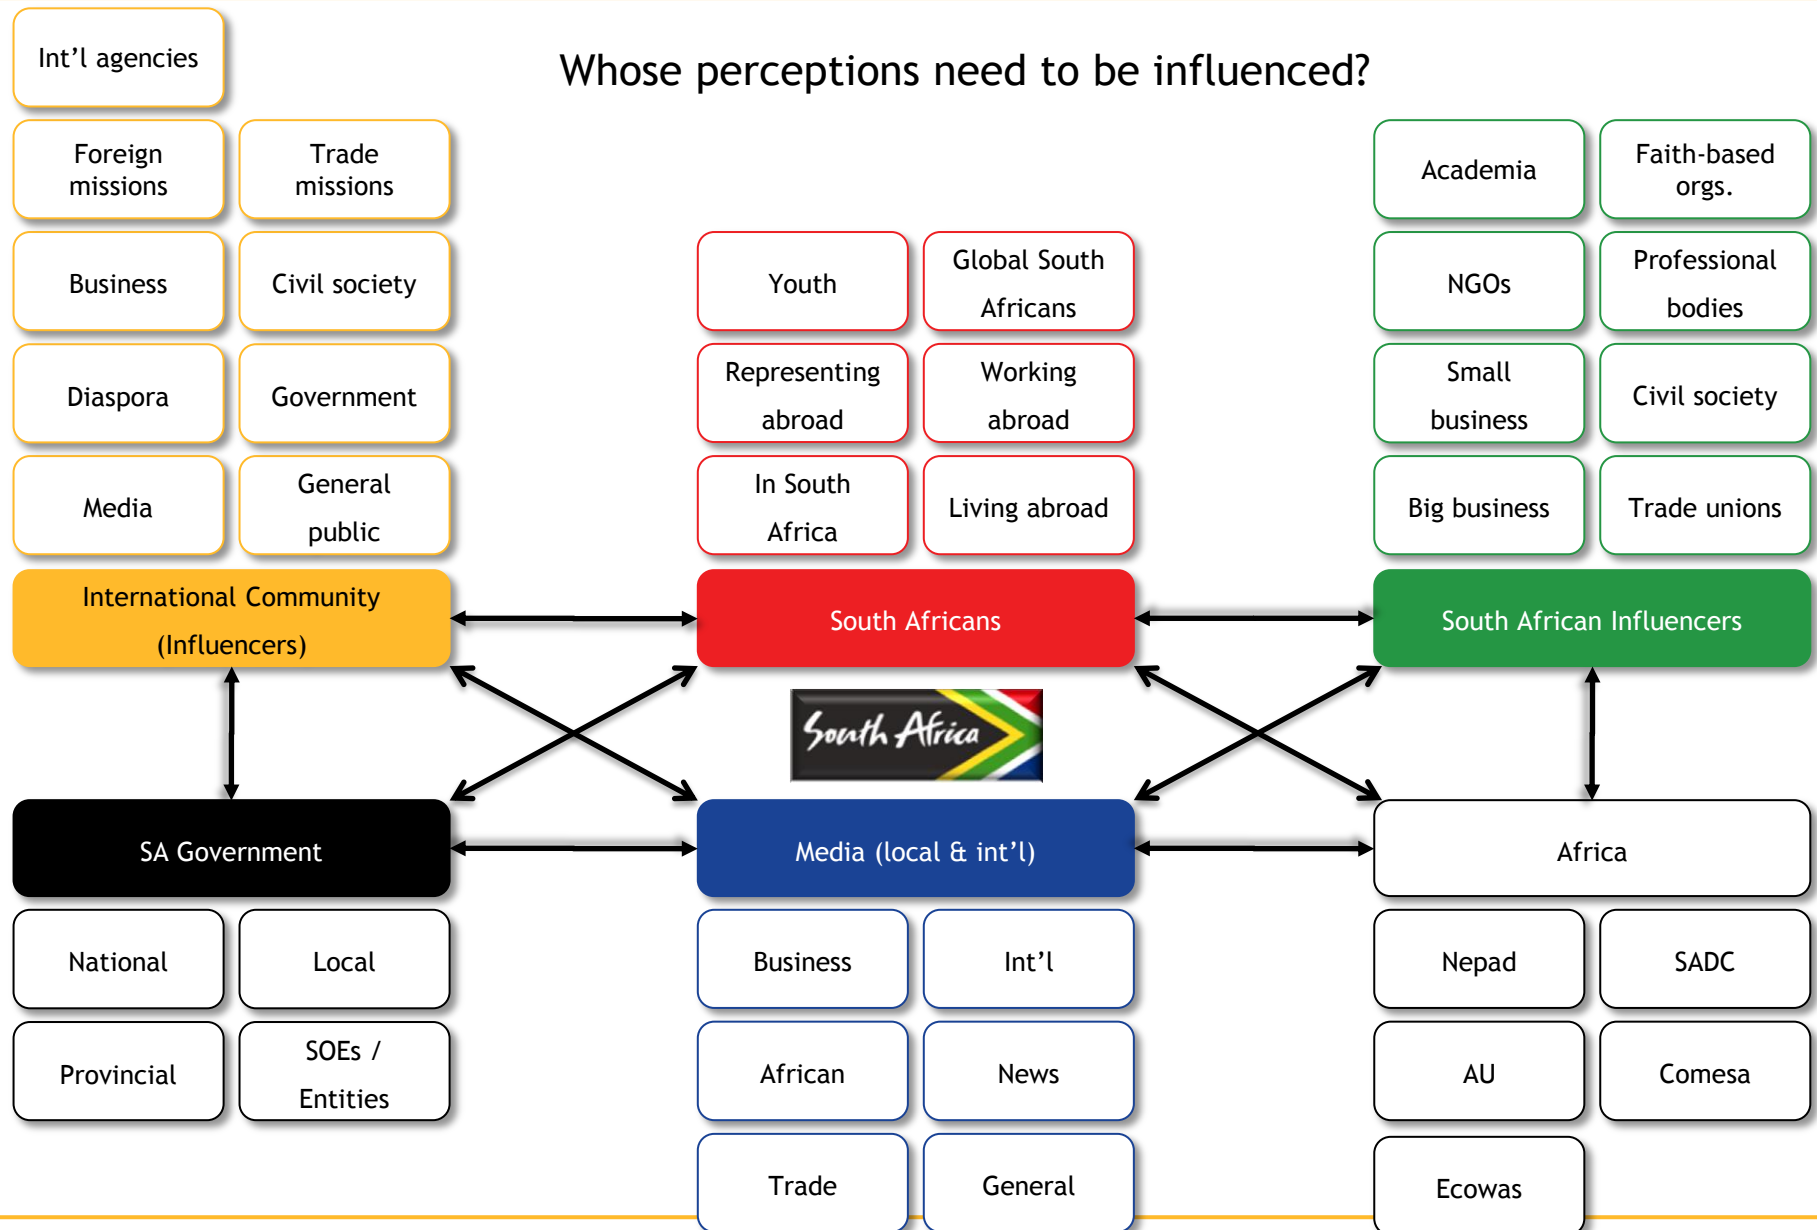 Int’l agencies
Whose perceptions need to be influenced?
Foreign
missions
Trade
missions
Business
Civil society
Diaspora
Government
Media
General
public
International Community
(Influencers)
Youth
Global South
Africans
Representing
abroad
Working
abroad
In South
Africa
Living abroad
South Africans
Academia
Faith-based
orgs.
NGOs
Professional
bodies
Small
business
Civil society
Big business
Trade unions
South African Influencers
South Africa
SA Government
National
Local
Provincial
SOEs /
Entities
Media (local & int’l)
Business
Int’l
African
News
Trade
General
Africa
Nepad
SADC
AU
Comesa
Ecowas